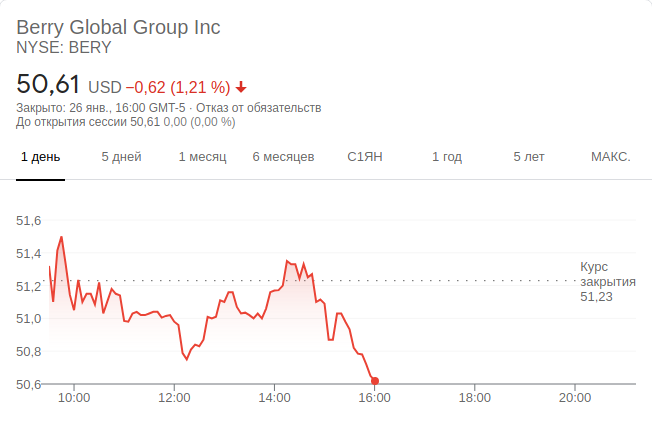 Berry Global Group Inc
NYSE: BERY
50,61 USD −0,62 (1,21 %)
Закрыто: 26 янв., 16:00 GMT-5 · Отказ от обязательств
До открытия сессии 50,61 0,00 (0,00 %)
1 день 5 дней 1 месяц 6 месяцев С1ЯН 1 год 5 лет МАКС.
51,6
51,4
Курс
закрытия
51,23
51,2
51,0
50,8
50,6
10:00 12:00 14:00 16:00 18:00 20:00